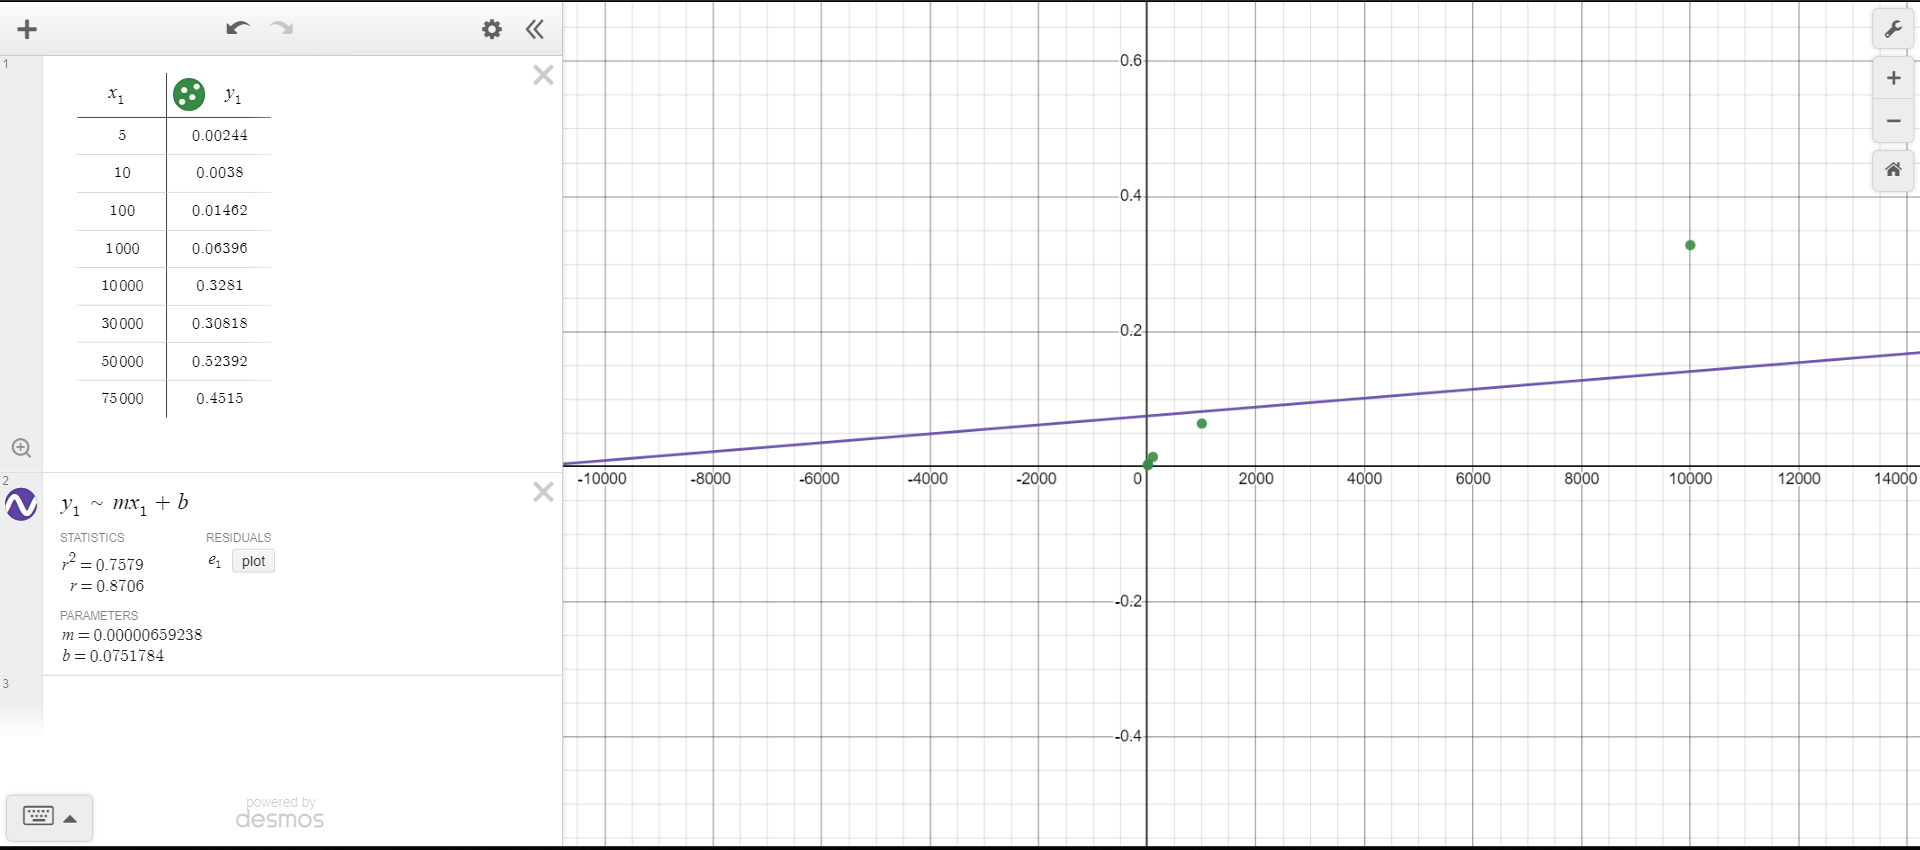 1
x₁ y₁
5 0.00244
10 0.0038
100 0.01462
1000 0.06396
10000 0.3281
30000 0.30818
50000 0.52392
75000 0.4515
2
y₁ ~ mx₁ + b
STATISTICS RESIDUALS
r² = 0.7579 e₁ plot
r = 0.8706
PARAMETERS
m = 0.00000659238
b = 0.0751784
3
powered by
desmos
0.6
0.4
0.2
-10000 -8000 -6000 -4000 -2000 0 2000 4000 6000 8000 10000 12000 14000
-0.2
-0.4